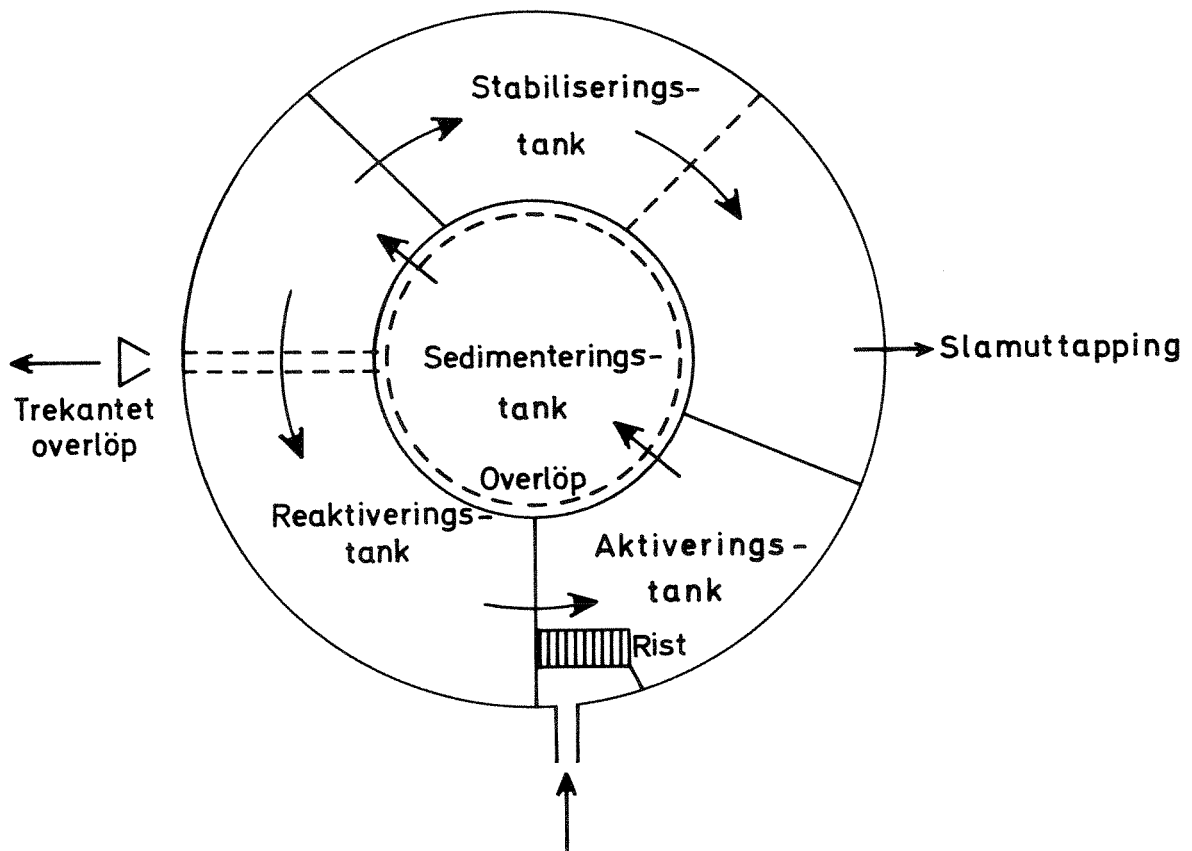 Stabiliserings-
tank
Sedimenterings-
tank
Slamuttapping
Trekantet
overlöp
Overlöp
Reaktiverings-
tank
Aktiverings-
tank
Rist